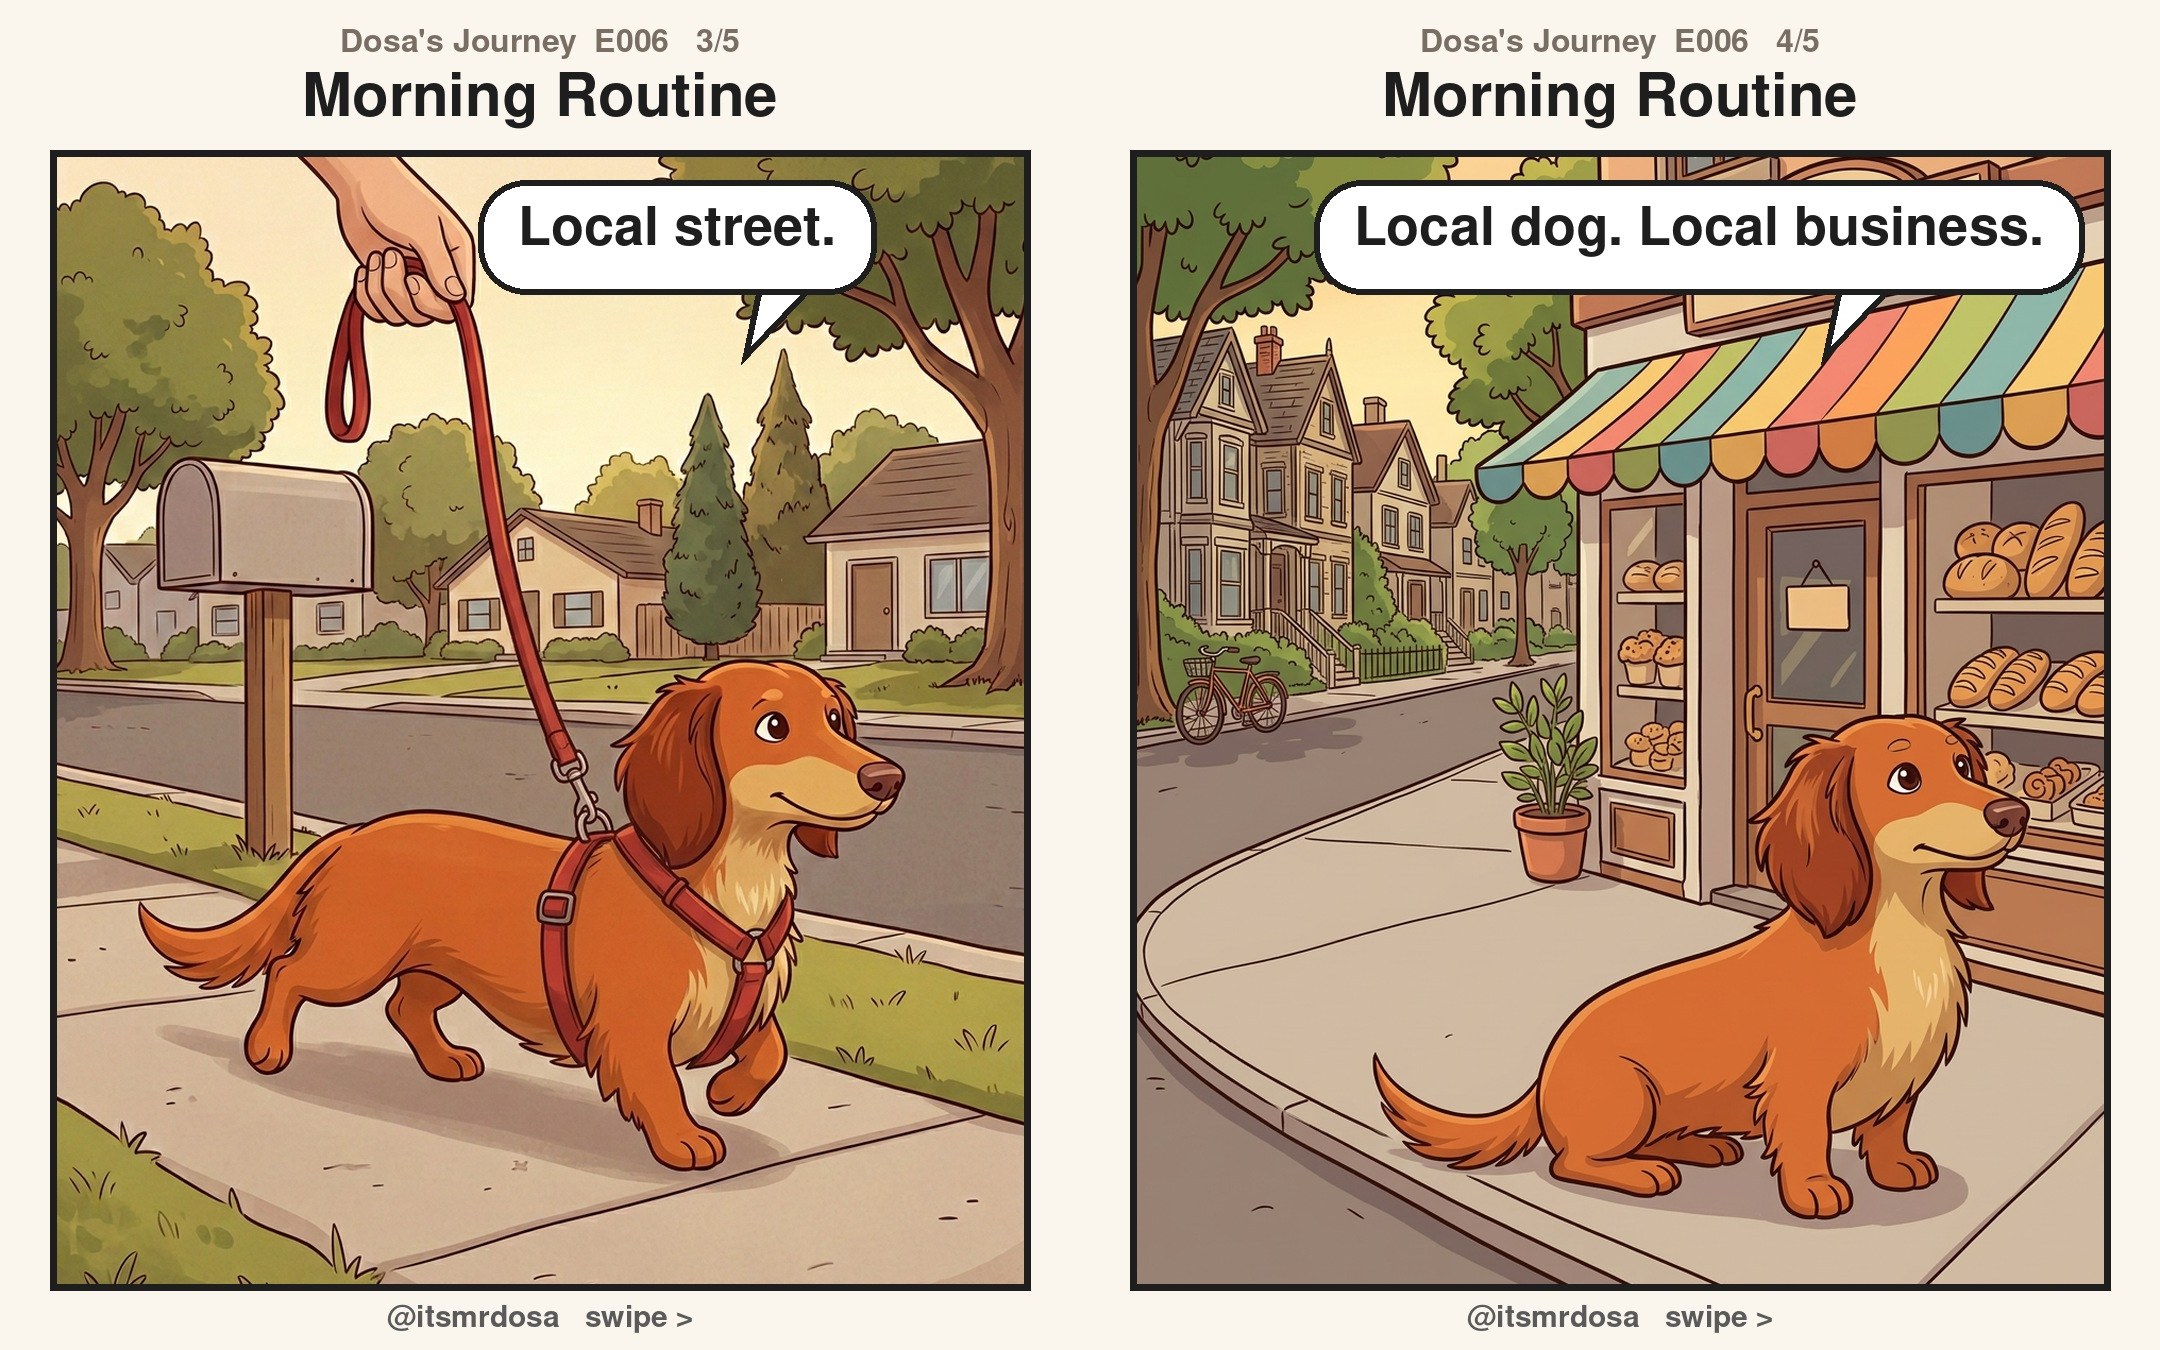 Dosa's Journey E006 3/5
Morning Routine
Local street.
@itsmrdosa swipe >
Dosa's Journey E006 4/5
Morning Routine
Local dog. Local business.
@itsmrdosa swipe >